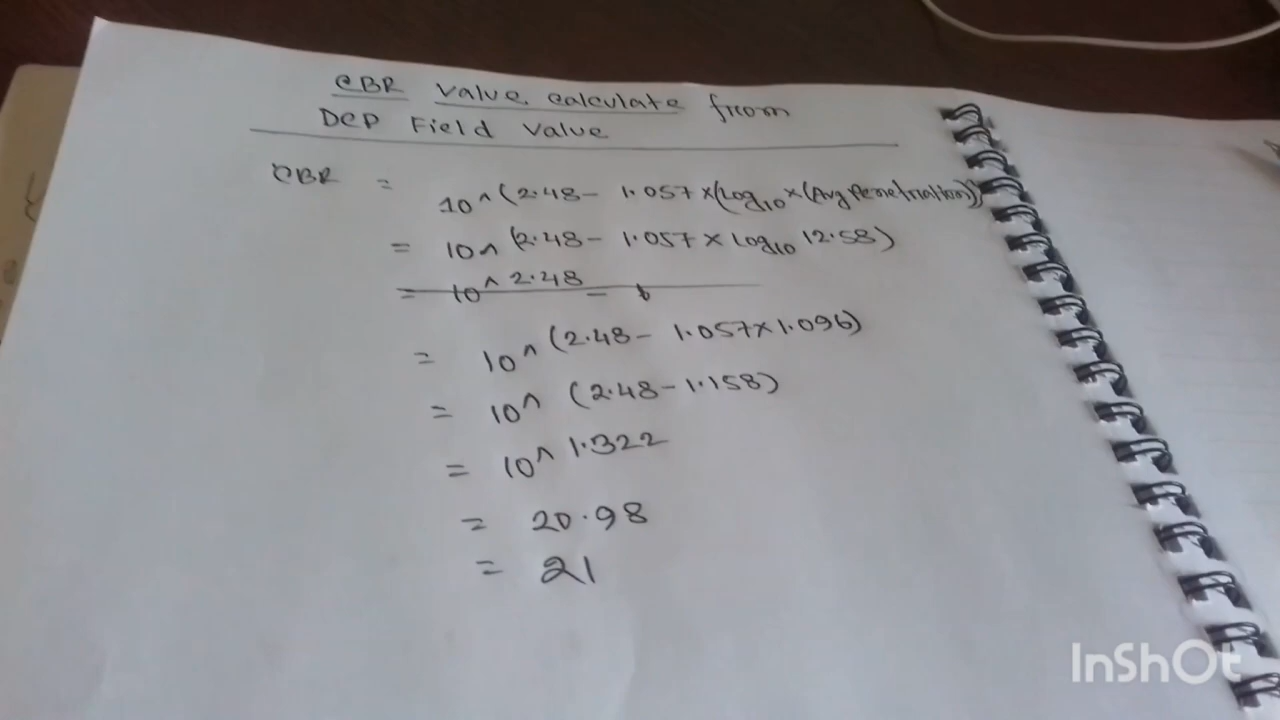 CBR value calculate from
DCP Field value
CBR = 10^(2.48- 1.057×(Log10×(Avg Penetration))
= 10^(2.48- 1.057×Log10 12.58)
= 10^2.48 -
= 10^(2.48- 1.057×1.096)
= 10^ (2.48-1.158)
= 10^ 1.322
= 20.98
= 21
InShOt